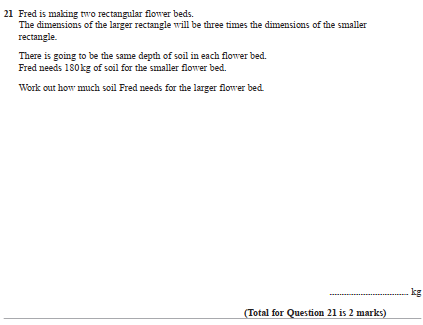 21 Fred is making two rectangular flower beds.
The dimensions of the larger rectangle will be three times the dimensions of the smaller
rectangle.
There is going to be the same depth of soil in each flower bed.
Fred needs 180 kg of soil for the smaller flower bed.
Work out how much soil Fred needs for the larger flower bed.
.............................. kg
(Total for Question 21 is 2 marks)